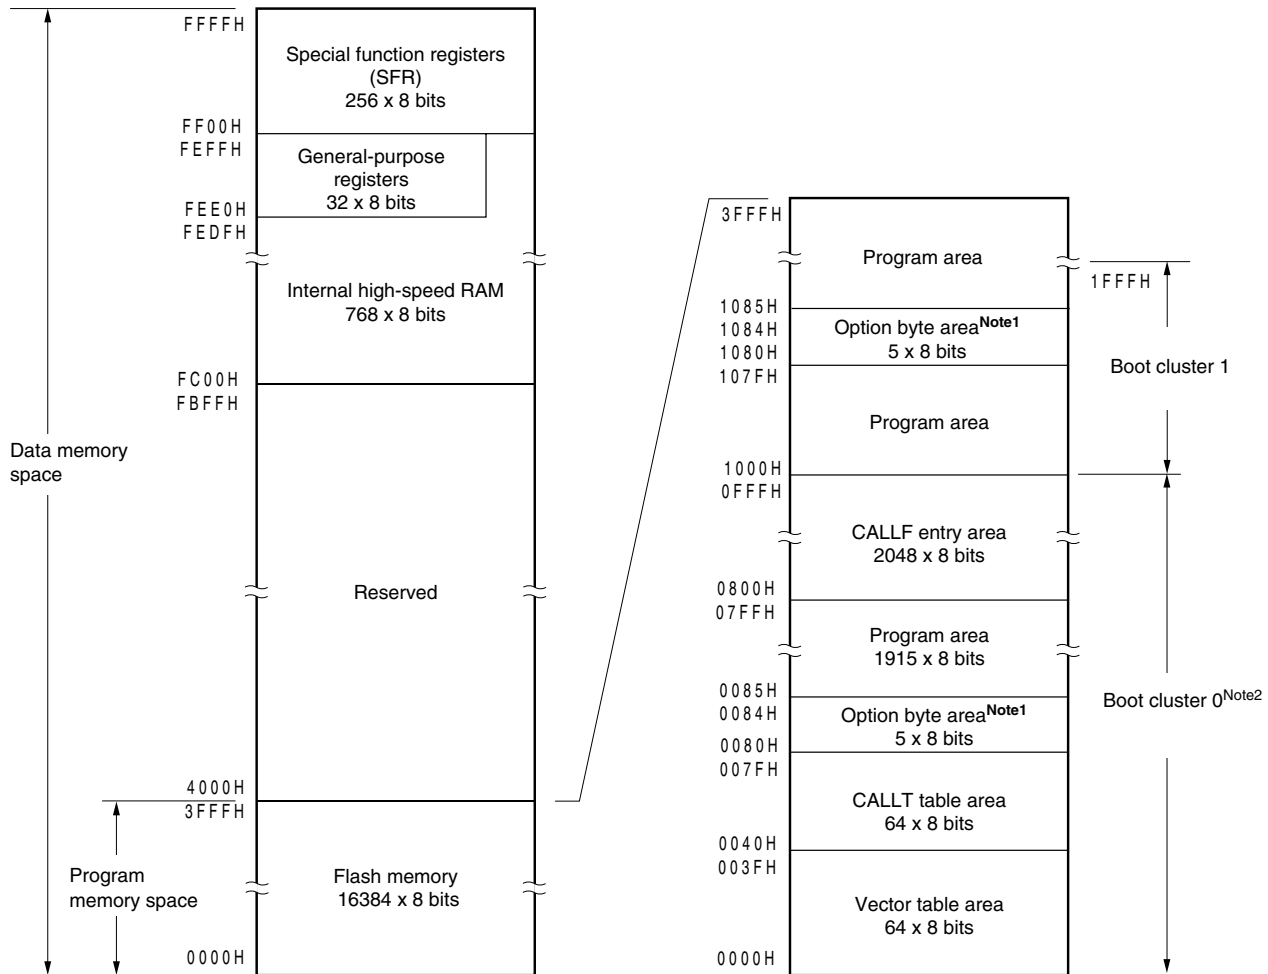 FFFFH
Special function registers
(SFR)
256 x 8 bits
FF00H
FEFFH
General-purpose
registers
32 x 8 bits
FEE0H
FEDFH
Internal high-speed RAM
768 x 8 bits
FC00H
FBFFH
Data memory
space
Reserved
4000H
3FFFH
Program
memory space
Flash memory
16384 x 8 bits
0000H
3FFFH
Program area
1FFFH
1085H
1084H
Option byte areaNote1
5 x 8 bits
1080H
107FH
Boot cluster 1
Program area
1000H
0FFFH
CALLF entry area
2048 x 8 bits
0800H
07FFH
Program area
1915 x 8 bits
0085H
0084H
Option byte areaNote1
5 x 8 bits
Boot cluster 0Note2
0080H
007FH
CALLT table area
64 x 8 bits
0040H
003FH
Vector table area
64 x 8 bits
0000H